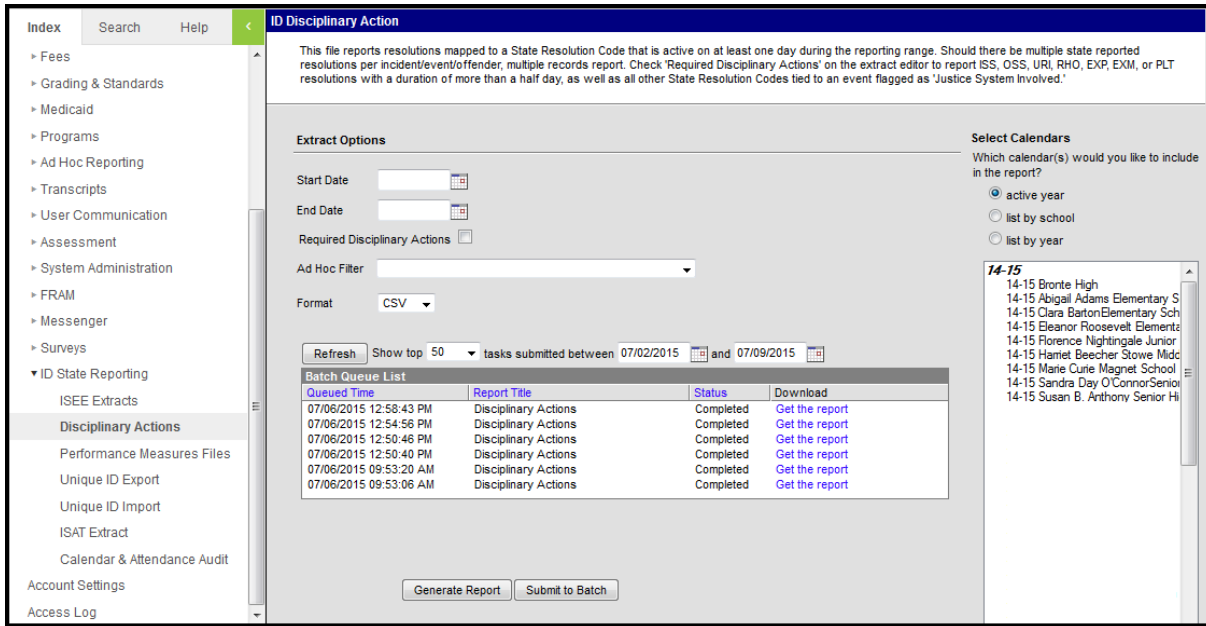 Index Search Help <
Fees
Grading & Standards
Medicaid
Programs
Ad Hoc Reporting
Transcripts
User Communication
Assessment
System Administration
FRAM
Messenger
Surveys
ID State Reporting
ISEE Extracts
Disciplinary Actions
Performance Measures Files
Unique ID Export
Unique ID Import
ISAT Extract
Calendar & Attendance Audit
Account Settings
Access Log
ID Disciplinary Action
This file reports resolutions mapped to a State Resolution Code that is active on at least one day during the reporting range. Should there be multiple state reported
resolutions per incident/event/offender, multiple records report. Check 'Required Disciplinary Actions' on the extract editor to report ISS, OSS, URI, RHO, EXP, EXM, or PLT
resolutions with a duration of more than a half day, as well as all other State Resolution Codes tied to an event flagged as 'Justice System Involved.'
Extract Options
Start Date
End Date
Required Disciplinary Actions
Ad Hoc Filter
Format CSV
Refresh Show top 50 tasks submitted between 07/02/2015 and 07/09/2015
Batch Queue List
Queued Time Report Title Status Download
07/06/2015 12:58:43 PM Disciplinary Actions Completed Get the report
07/06/2015 12:54:56 PM Disciplinary Actions Completed Get the report
07/06/2015 12:50:46 PM Disciplinary Actions Completed Get the report
07/06/2015 12:50:40 PM Disciplinary Actions Completed Get the report
07/06/2015 09:53:20 AM Disciplinary Actions Completed Get the report
07/06/2015 09:53:06 AM Disciplinary Actions Completed Get the report
Generate Report Submit to Batch
Select Calendars
Which calendar(s) would you like to include
in the report?
active year
list by school
list by year
14-15
14-15 Bronte High
14-15 Abigail Adams Elementary S
14-15 Clara BartonElementary Sch
14-15 Eleanor Roosevelt Elementa
14-15 Florence Nightingale Junior
14-15 Harriet Beecher Stowe Midd
14-15 Marie Curie Magnet School
14-15 Sandra Day O'ConnorSenior
14-15 Susan B. Anthony Senior Hi